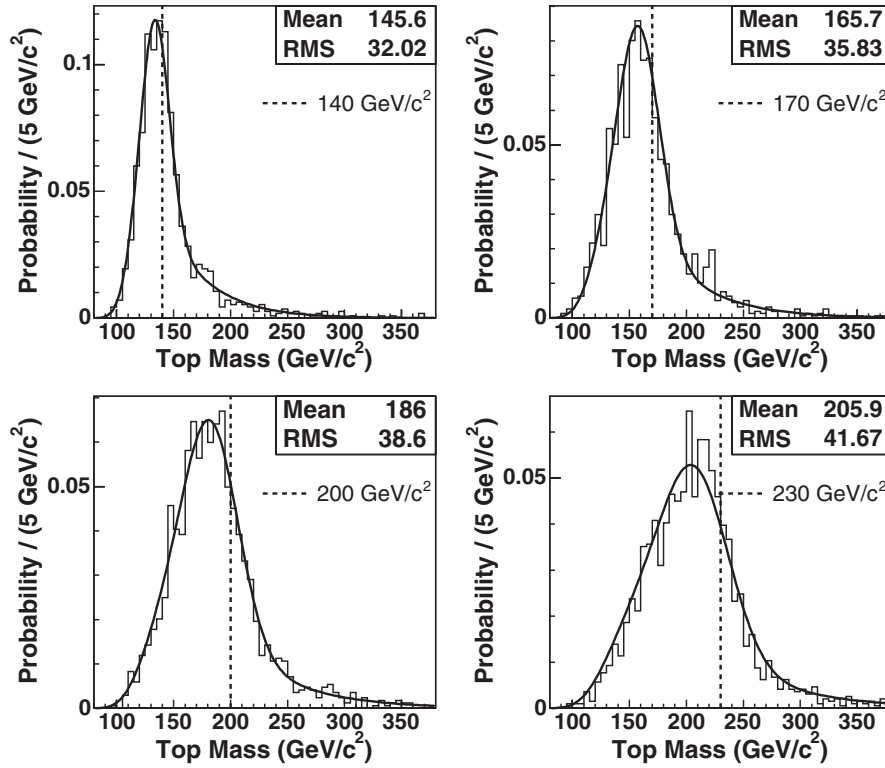 Mean 145.6
RMS 32.02
140 GeV/c²
Probability / (5 GeV/c²)
0.1
0.05
0
100 150 200 250 300 350
Top Mass (GeV/c²)
Mean 165.7
RMS 35.83
170 GeV/c²
Probability / (5 GeV/c²)
0.05
0
100 150 200 250 300 350
Top Mass (GeV/c²)
Mean 186
RMS 38.6
200 GeV/c²
Probability / (5 GeV/c²)
0.05
0
100 150 200 250 300 350
Top Mass (GeV/c²)
Mean 205.9
RMS 41.67
230 GeV/c²
Probability / (5 GeV/c²)
0.05
0
100 150 200 250 300 350
Top Mass (GeV/c²)